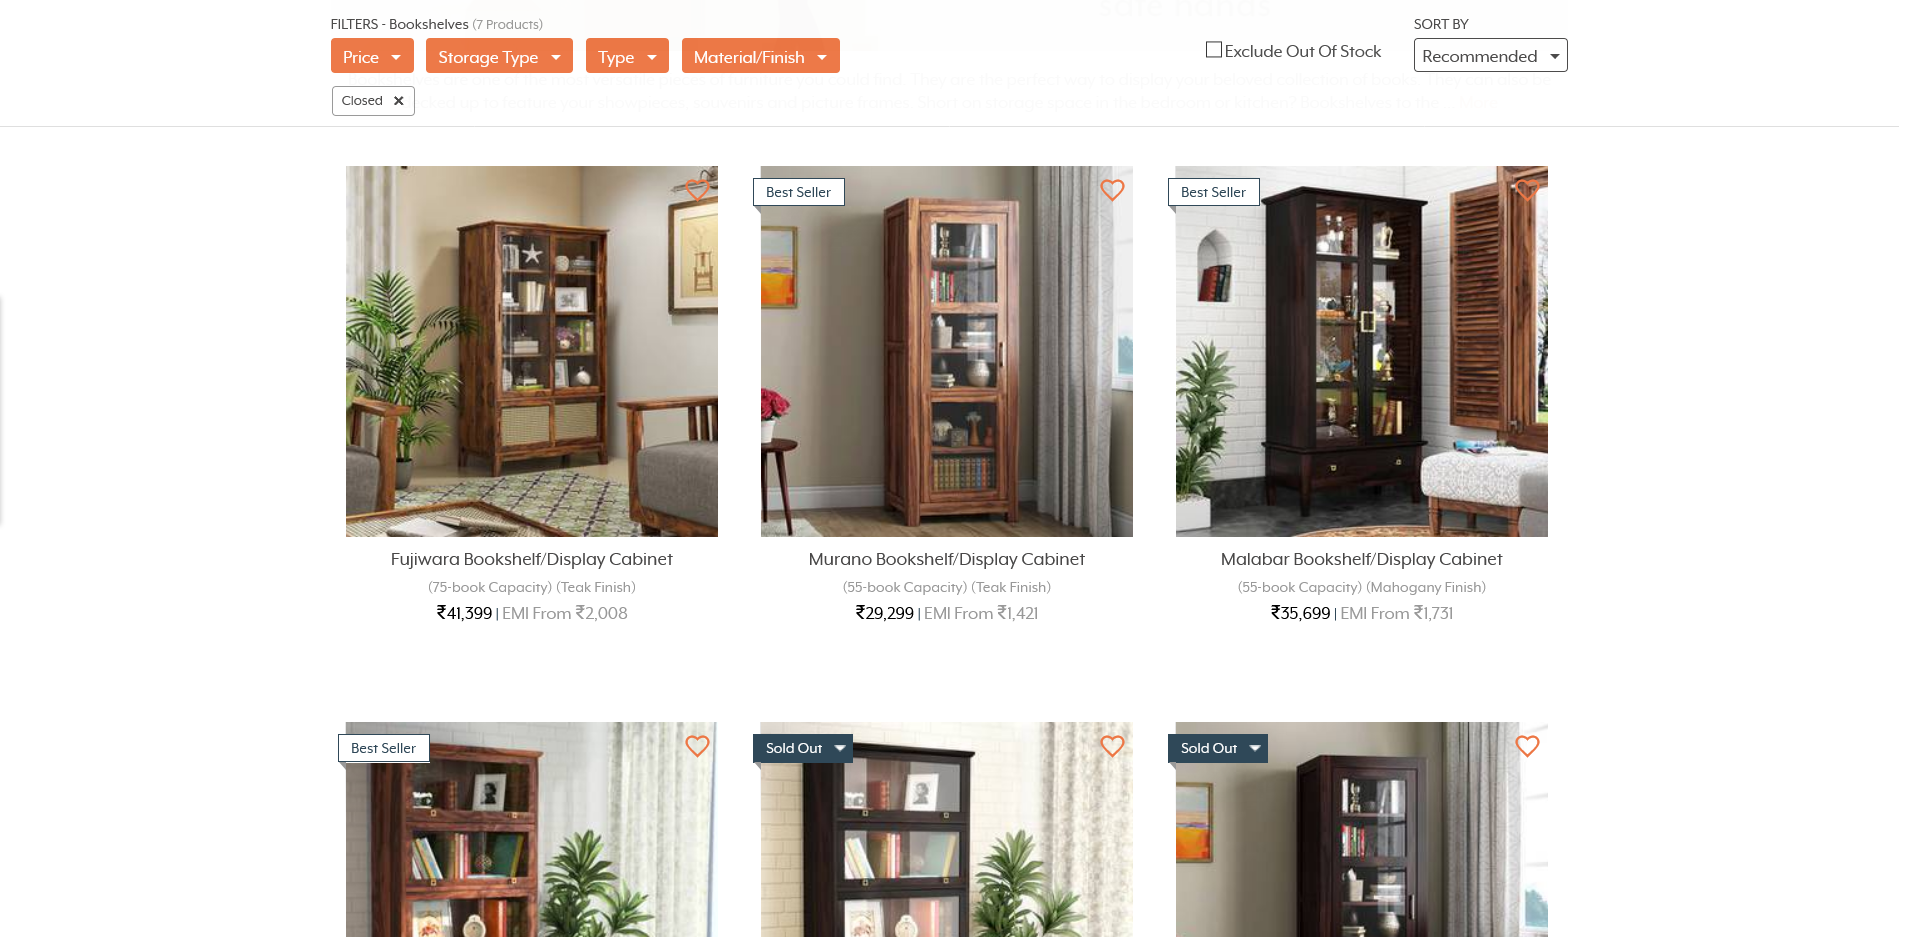 safe hands
FILTERS - Bookshelves (7 Products)
SORT BY
Price
Storage Type
Type
Material/Finish
Exclude Out Of Stock
Recommended
Closed ✕
Best Seller
Best Seller
Fujiwara Bookshelf/Display Cabinet
(75-book Capacity) (Teak Finish)
₹41,399 | EMI From ₹2,008
Murano Bookshelf/Display Cabinet
(55-book Capacity) (Teak Finish)
₹29,299 | EMI From ₹1,421
Malabar Bookshelf/Display Cabinet
(55-book Capacity) (Mahogany Finish)
₹35,699 | EMI From ₹1,731
Best Seller
Sold Out
Sold Out